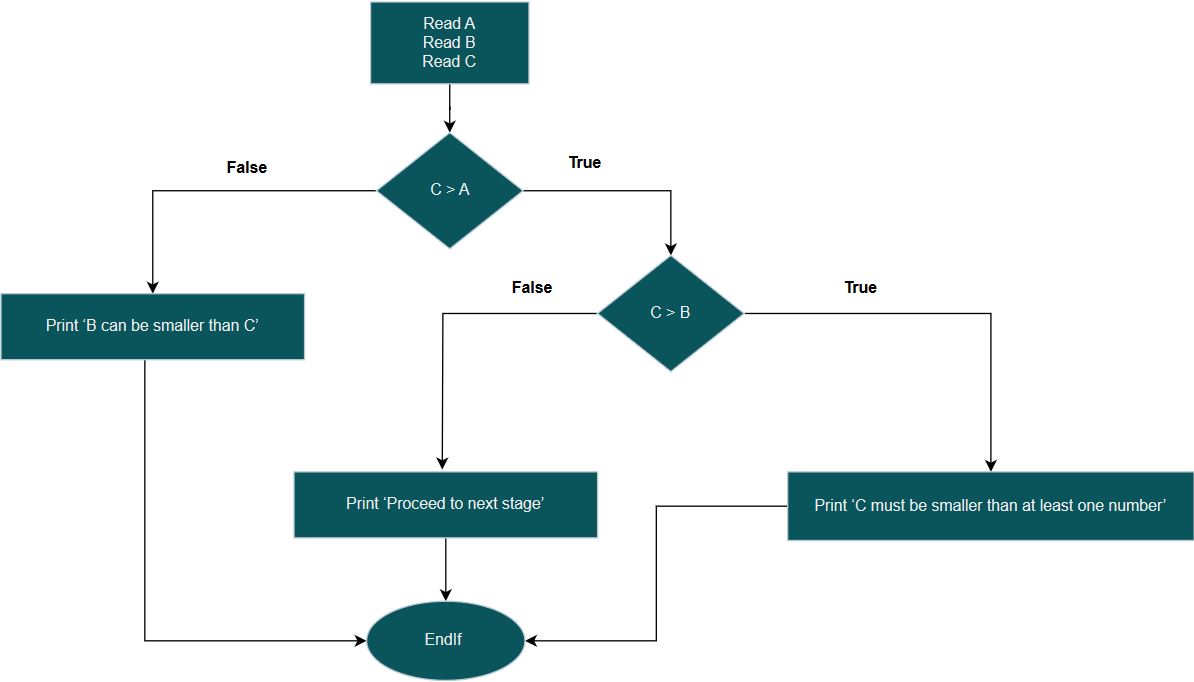 Read A
Read B
Read C
False
True
C > A
False
True
C > B
Print ‘B can be smaller than C’
Print ‘Proceed to next stage’
Print ‘C must be smaller than at least one number’
EndIf